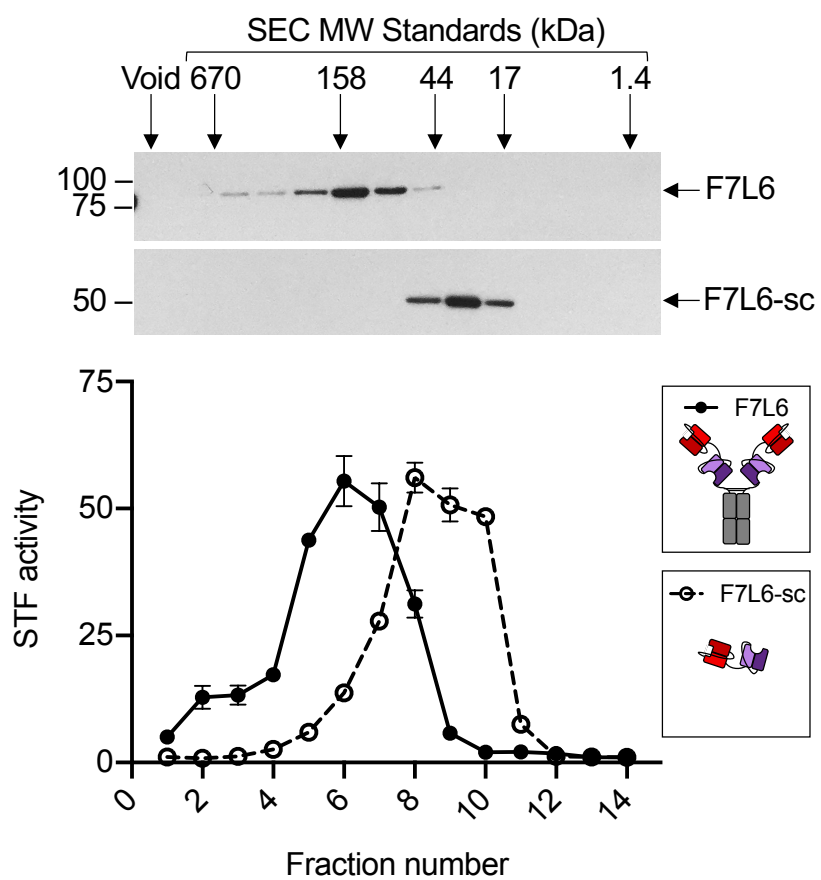 SEC MW Standards (kDa)
Void 670 158 44 17 1.4
100
75
F7L6
50
F7L6-sc
75
50
25
0
STF activity
0 2 4 6 8 10 12 14
Fraction number
F7L6
F7L6-sc